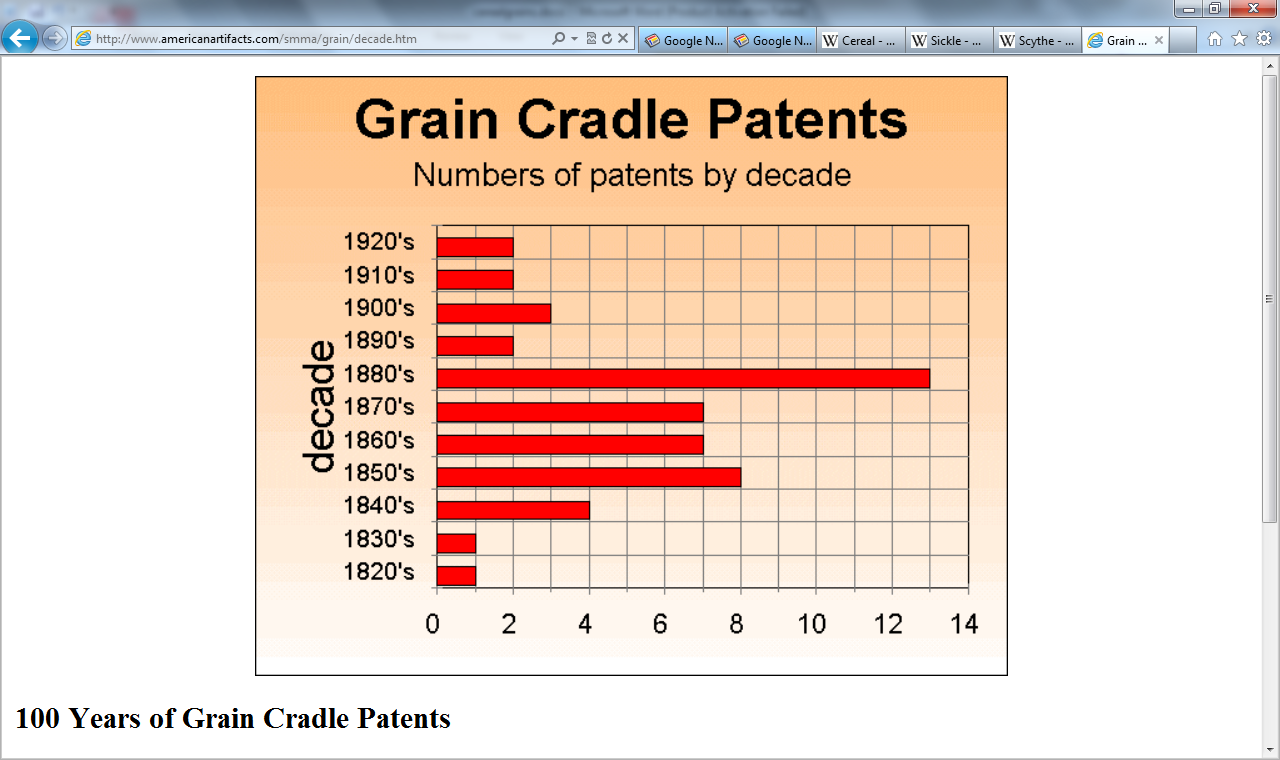 http://www.americanartifacts.com/smma/grain/decade.htm
Google N...
Google N...
Cereal - ...
Sickle - ...
Scythe - ...
Grain ...
Grain Cradle Patents
Numbers of patents by decade
decade
1920's
1910's
1900's
1890's
1880's
1870's
1860's
1850's
1840's
1830's
1820's
0 2 4 6 8 10 12 14
100 Years of Grain Cradle Patents